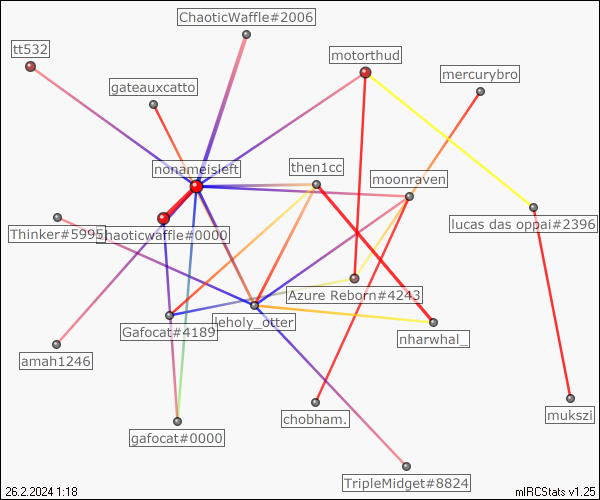 ChaoticWaffle#2006
tt532
motorthud
mercurybro
gateauxcatto
nonameisleft
then1cc
moonraven
Thinker#5995
chaoticwaffle#0000
lucas das oppai#2396
Azure Reborn#4243
Gafocat#4189
leholy_otter
nharwhal_
amah1246
chobham.
mukszi
gafocat#0000
TripleMidget#8824
26.2.2024 1:18
mIRCStats v1.25